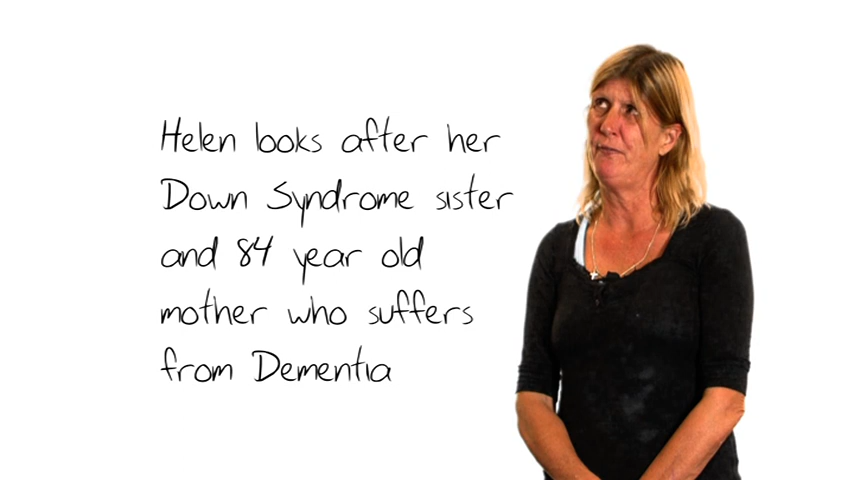 Helen looks after her
Down Syndrome sister
and 84 year old
mother who suffers
from Dementia